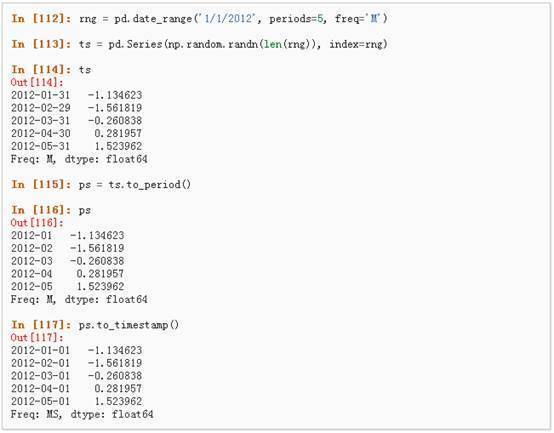 In [112]: rng = pd.date_range('1/1/2012', periods=5, freq='M')
In [113]: ts = pd.Series(np.random.randn(len(rng)), index=rng)
In [114]: ts
Out[114]:
2012-01-31   -1.134623
2012-02-29   -1.561819
2012-03-31   -0.260838
2012-04-30    0.281957
2012-05-31    1.523962
Freq: M, dtype: float64
In [115]: ps = ts.to_period()
In [116]: ps
Out[116]:
2012-01   -1.134623
2012-02   -1.561819
2012-03   -0.260838
2012-04    0.281957
2012-05    1.523962
Freq: M, dtype: float64
In [117]: ps.to_timestamp()
Out[117]:
2012-01-01   -1.134623
2012-02-01   -1.561819
2012-03-01   -0.260838
2012-04-01    0.281957
2012-05-01    1.523962
Freq: MS, dtype: float64